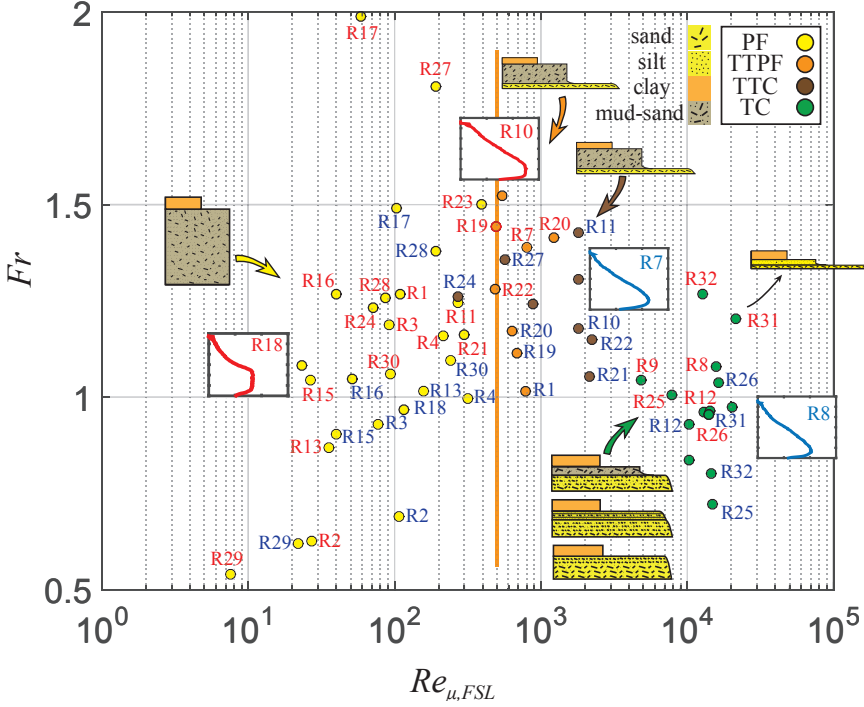 Fr
2
1.5
1
0.5
10^0
10^1
10^2
10^3
10^4
10^5
Re_{μ,FSL}
sand
silt
clay
mud-sand
PF
TTPF
TTC
TC
R17
R27
R10
R23
R17
R19
R20
R11
R7
R28
R27
R7
R16
R28
R1
R24
R22
R32
R24
R3
R11
R31
R4
R21
R20
R10
R22
R18
R30
R30
R19
R9
R8
R15
R16
R13
R1
R21
R26
R18
R4
R25
R12
R3
R12
R31
R8
R15
R26
R13
R32
R2
R25
R29
R2
R29